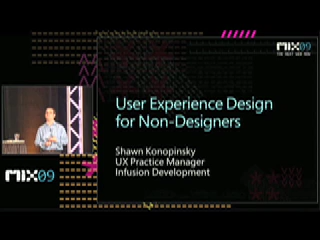 MIX09
User Experience Design
for Non-Designers
Shawn Konopinsky
UX Practice Manager
Infusion Development
MIX09